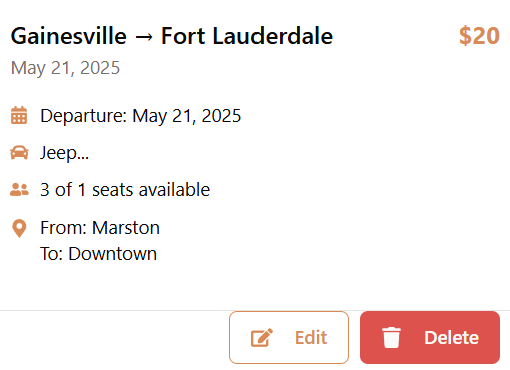 Gainesville → Fort Lauderdale
$20
May 21, 2025
Departure: May 21, 2025
Jeep...
3 of 1 seats available
From: Marston
To: Downtown
Edit
Delete